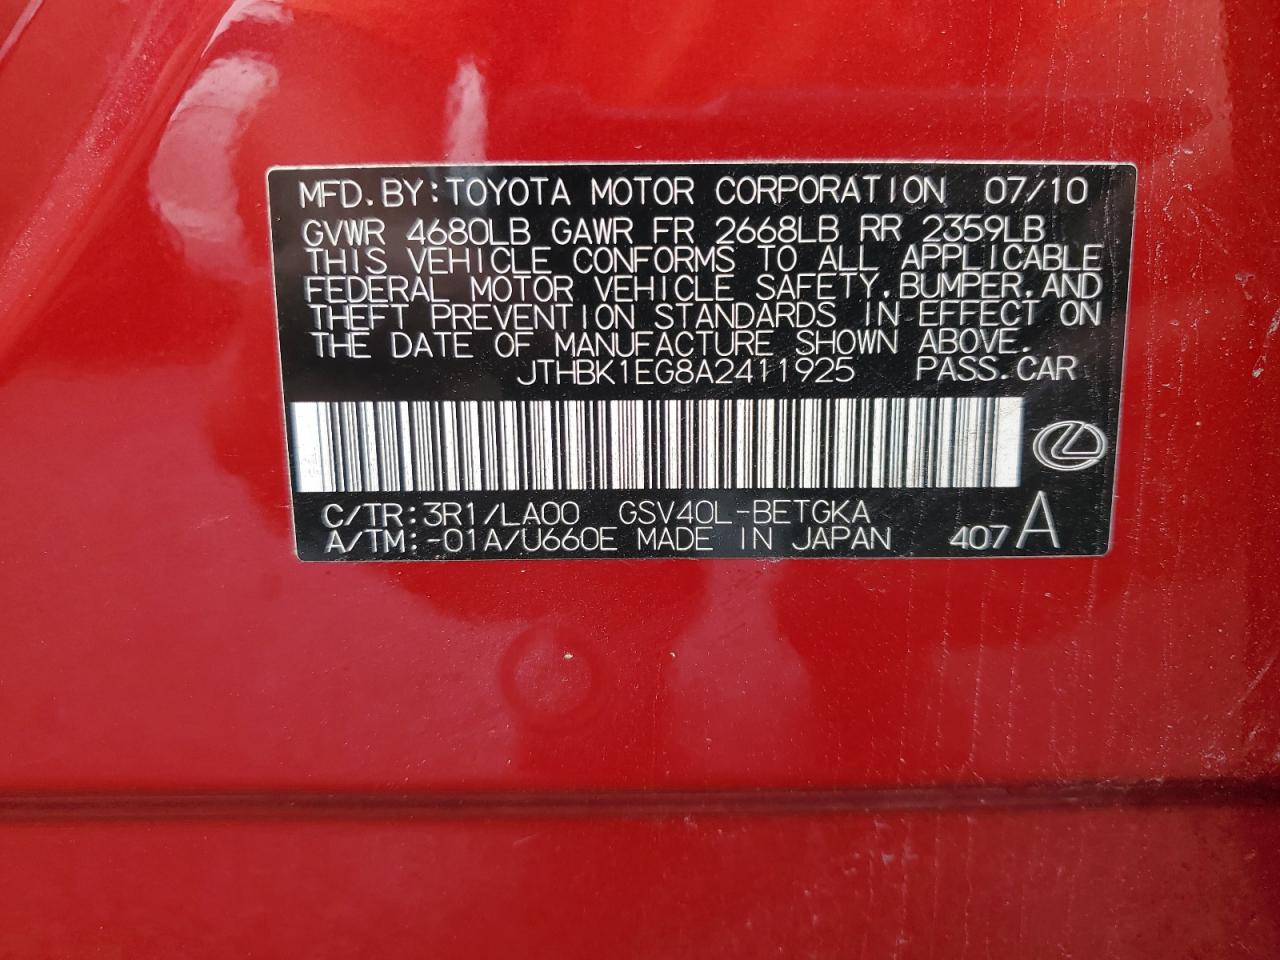 MFD.BY:TOYOTA MOTOR CORPORATION 07/10
GVWR 4680LB GAWR FR 2668LB RR 2359LB
THIS VEHICLE CONFORMS TO ALL APPLICABLE
FEDERAL MOTOR VEHICLE SAFETY,BUMPER,AND
THEFT PREVENTION STANDARDS IN EFFECT ON
THE DATE OF MANUFACTURE SHOWN ABOVE.
JTHBK1EG8A2411925 PASS.CAR
C/TR:3R1/LA00 GSV40L-BETGKA
A/TM:-01A/U660E MADE IN JAPAN 407 A